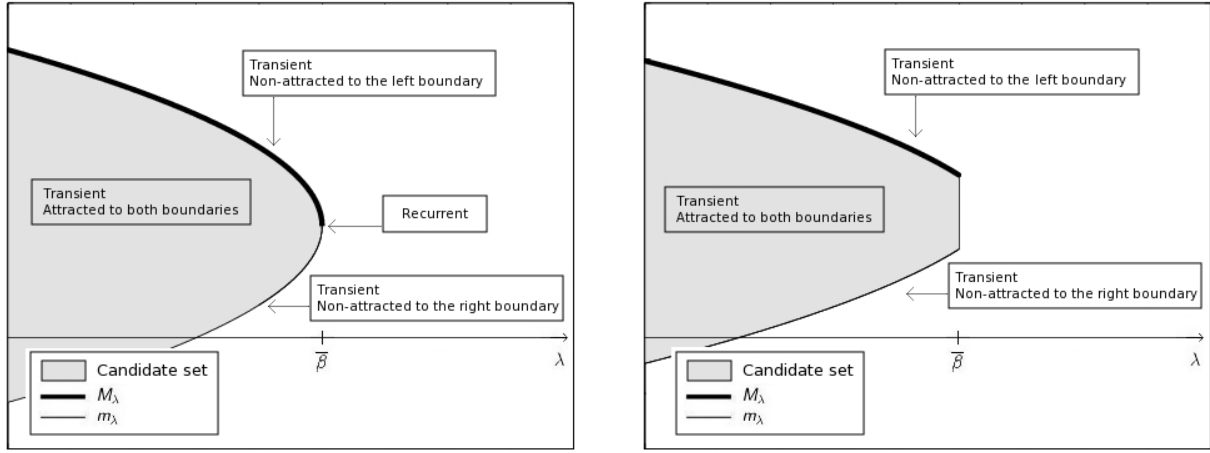 Transient
Non-attracted to the left boundary
Transient
Attracted to both boundaries
Recurrent
Transient
Non-attracted to the right boundary
β̅
λ
Candidate set
M_λ
m_λ
Transient
Non-attracted to the left boundary
Transient
Attracted to both boundaries
Transient
Non-attracted to the right boundary
β̅
λ
Candidate set
M_λ
m_λ